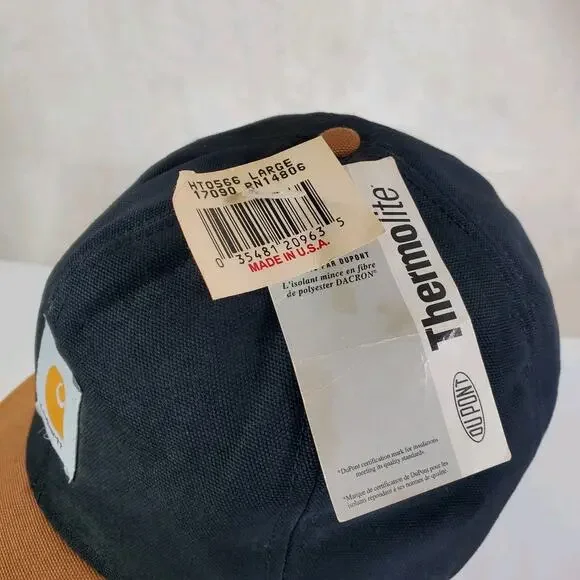 HT0566 LARGE
17090 RN14806
0 35481 20963 5
MADE IN U.S.A.
PAR DUPONT
L'isolant mince en fibre
de polyester DACRON®
Thermolite
DUPONT
*DuPont certification mark for insulations
meeting its quality standards.
*Marque de certification de DuPont pour les
isolants répondant à ses normes de qualité.